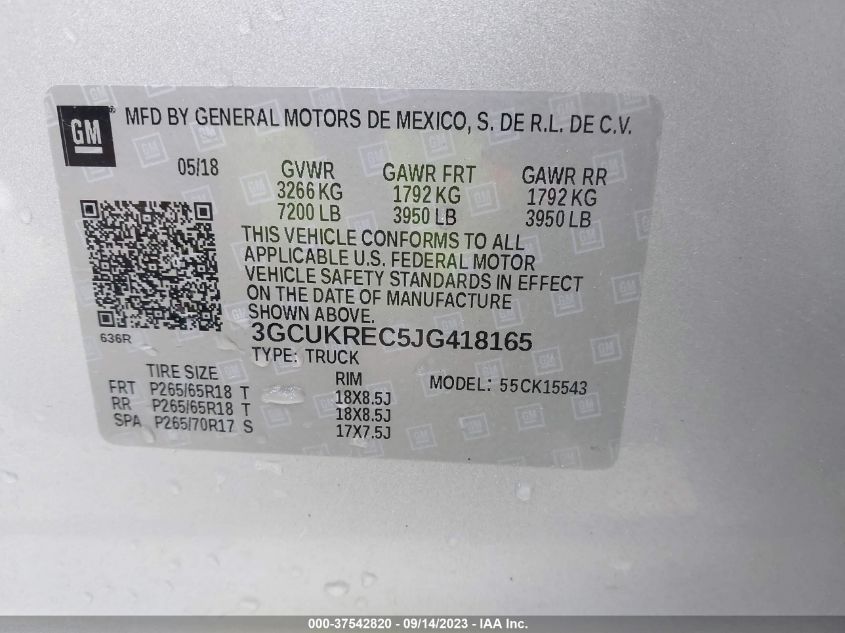 GM
MFD BY GENERAL MOTORS DE MEXICO, S. DE R.L. DE C.V.
05/18 GVWR GAWR FRT GAWR RR
3266 KG 1792 KG 1792 KG
7200 LB 3950 LB 3950 LB
THIS VEHICLE CONFORMS TO ALL
APPLICABLE U.S. FEDERAL MOTOR
VEHICLE SAFETY STANDARDS IN EFFECT
ON THE DATE OF MANUFACTURE
SHOWN ABOVE.
636R
3GCUKREC5JG418165
TYPE: TRUCK
TIRE SIZE RIM MODEL: 55CK15543
FRT P265/65R18 T 18X8.5J
RR P265/65R18 T 18X8.5J
SPA P265/70R17 S 17X7.5J
000-37542820 - 09/14/2023 - IAA Inc.